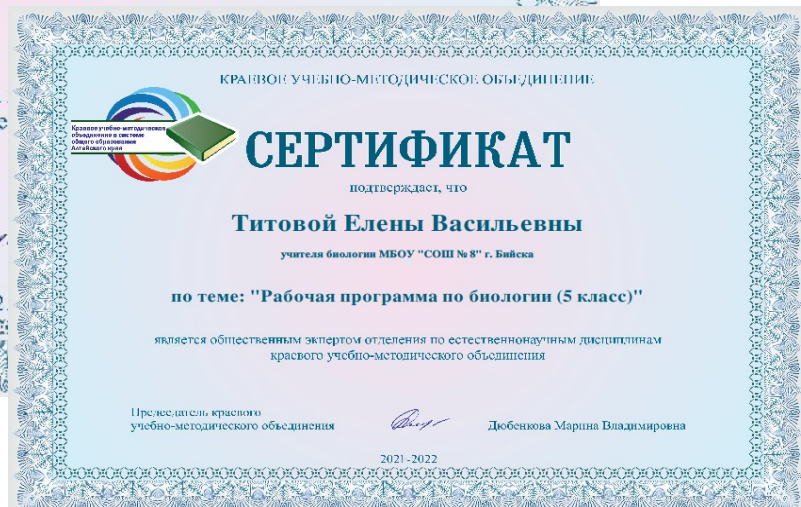 КРАЕВОЕ УЧЕБНО-МЕТОДИЧЕСКОЕ ОБЪЕДИНЕНИЕ
Краевое учебно-методическое
объединение в системе
общего образования
Алтайского края
СЕРТИФИКАТ
подтверждает, что
Титовой Елены Васильевны
учителя биологии МБОУ "СОШ № 8" г. Бийска
по теме: "Рабочая программа по биологии (5 класс)"
является общественным экпертом отделения по естественнонаучным дисциплинам
краевого учебно-методического объединения
Председатель краевого
учебно-методического объединения
Дюбенкова Марина Владимировна
2021-2022